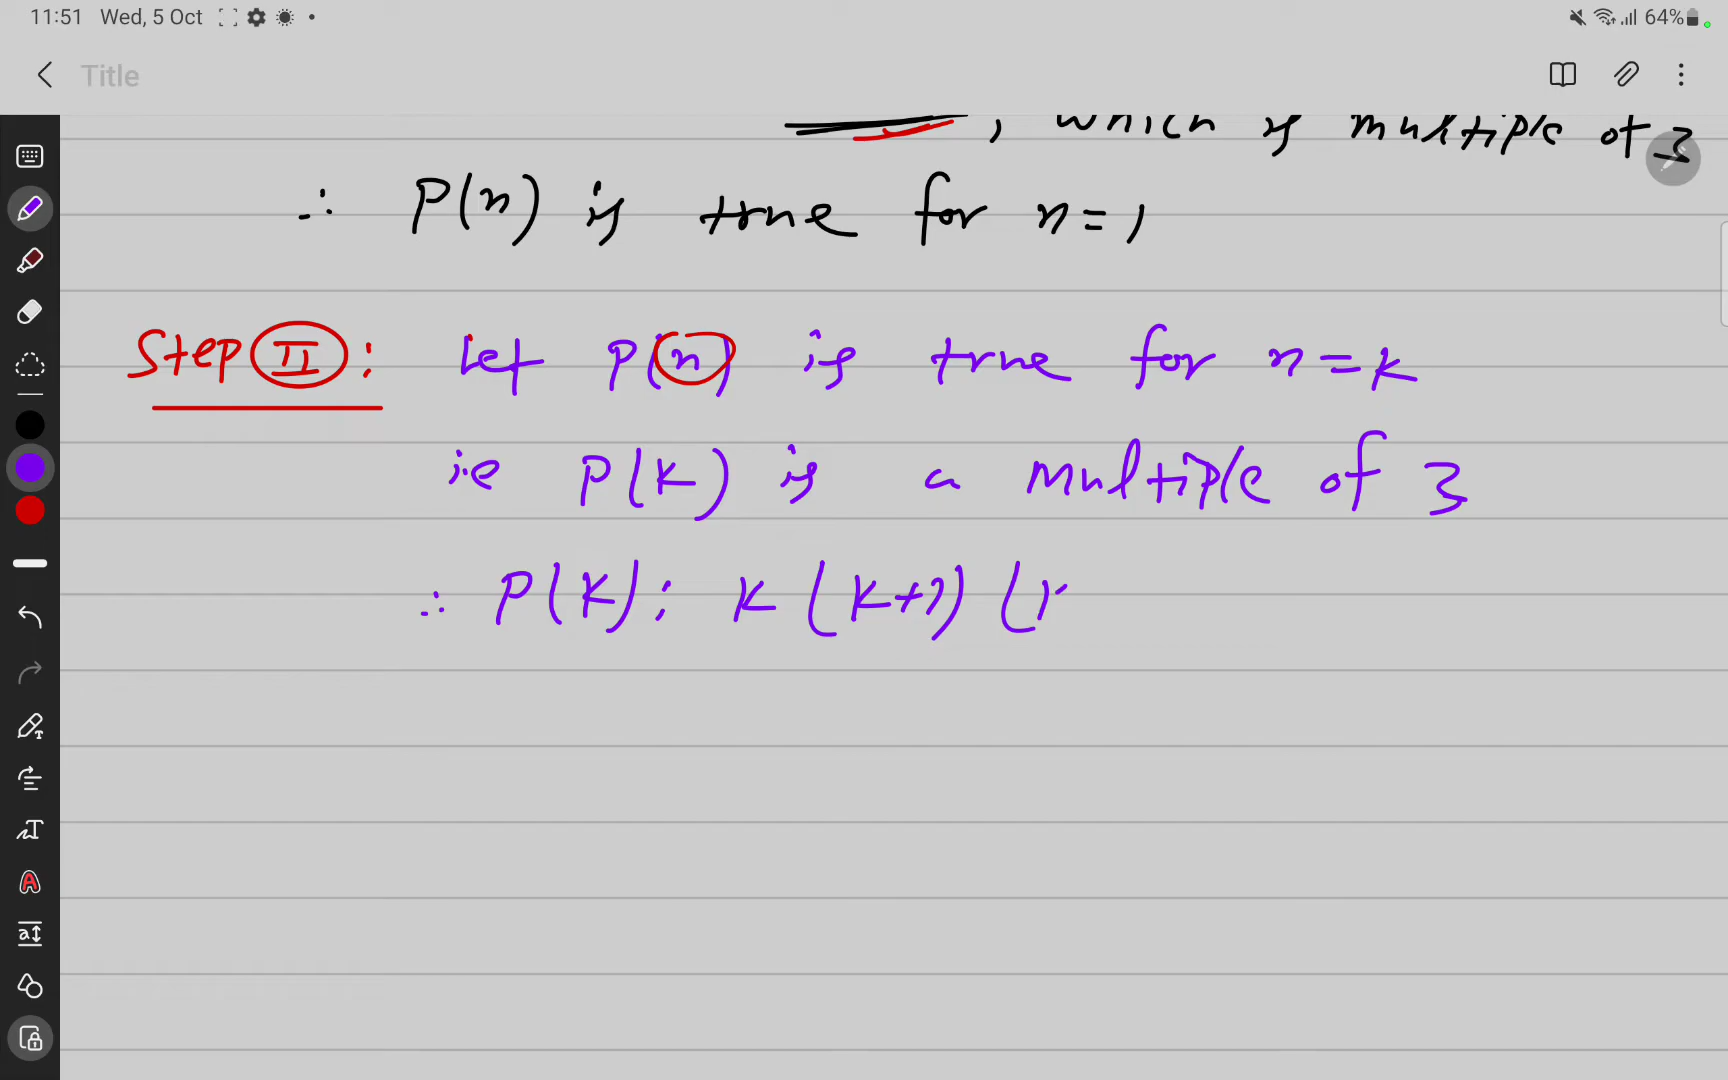 11:51 Wed, 5 Oct 64%
Title
, which is multiple of 3
∴ P(n) is true for n = 1
Step II : Let P(n) is true for n = k
i.e P(k) is a multiple of 3
∴ P(k) : k (k+1) (